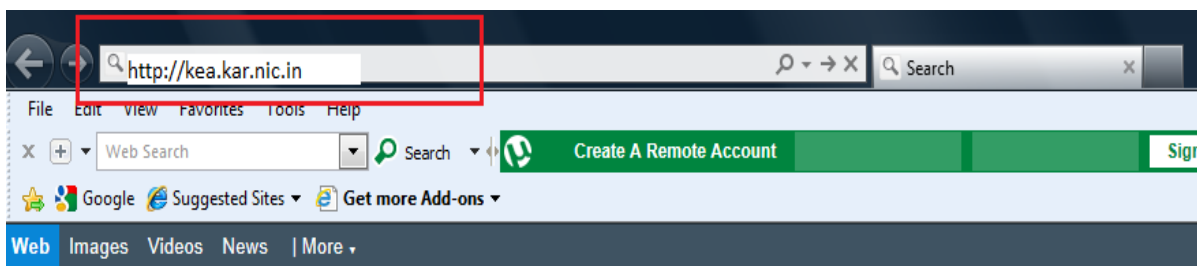 http://kea.kar.nic.in Search
File Edit View Favorites Tools Help
Web Search Search Create A Remote Account Sign
Google Suggested Sites Get more Add-ons
Web Images Videos News | More